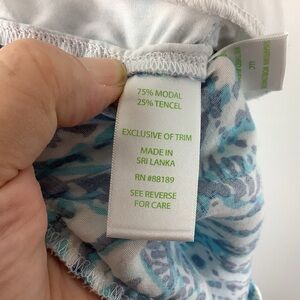 75% MODAL
25% TENCEL
EXCLUSIVE OF TRIM
MADE IN
SRI LANKA
RN #88189
SEE REVERSE
FOR CARE